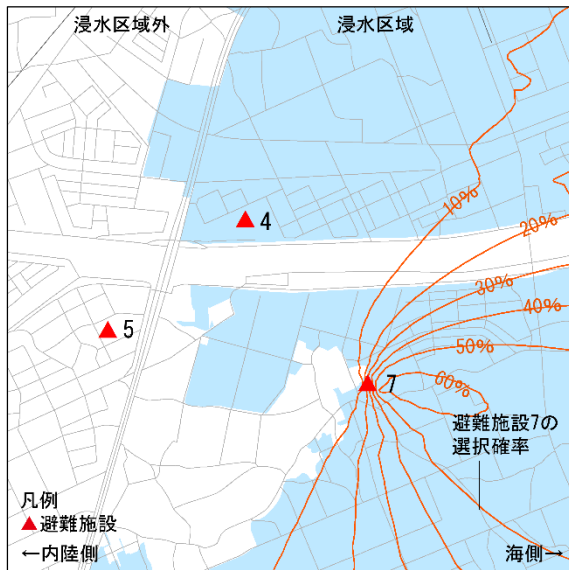 浸水区域外
浸水区域
10%
20%
30%
40%
50%
60%
4
5
7
避難施設7の
選択確率
凡例
▲避難施設
←内陸側
海側→